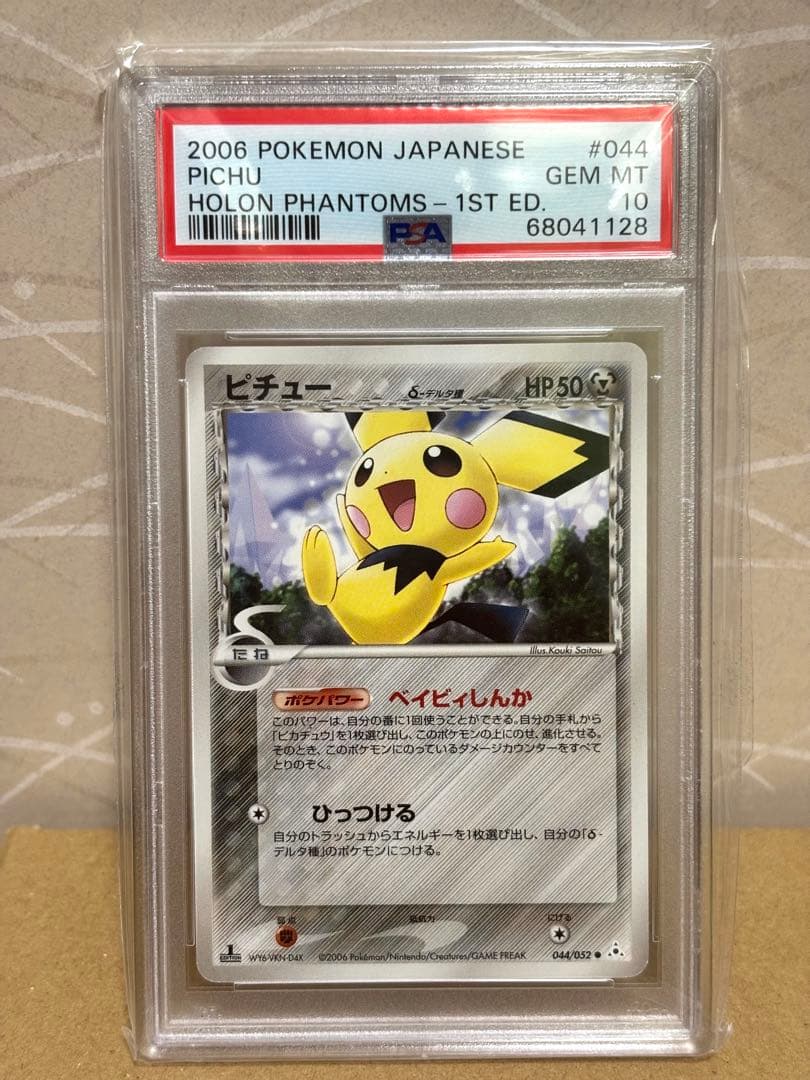 2006 POKEMON JAPANESE #044
PICHU GEM MT
HOLON PHANTOMS - 1ST ED. 10
PSA 68041128
ピチュー δ-デルタ種 HP50
たね
Illus.Kouki Saitou
ポケパワー ベイビィしんか
このパワーは、自分の番に1回使うことができる。自分の手札から
「ピカチュウ」を1枚選び出し、このポケモンの上にのせ、進化させる。
そのとき、このポケモンにのっているダメージカウンターをすべて
とりのぞく。
ひっつける
自分のトラッシュからエネルギーを1枚選び出し、自分の「δ-
デルタ種」のポケモンにつける。
弱点 抵抗力 にげる
1 EDITION WY6-VKN-D4X ©2006 Pokémon/Nintendo/Creatures/GAME FREAK 044/052